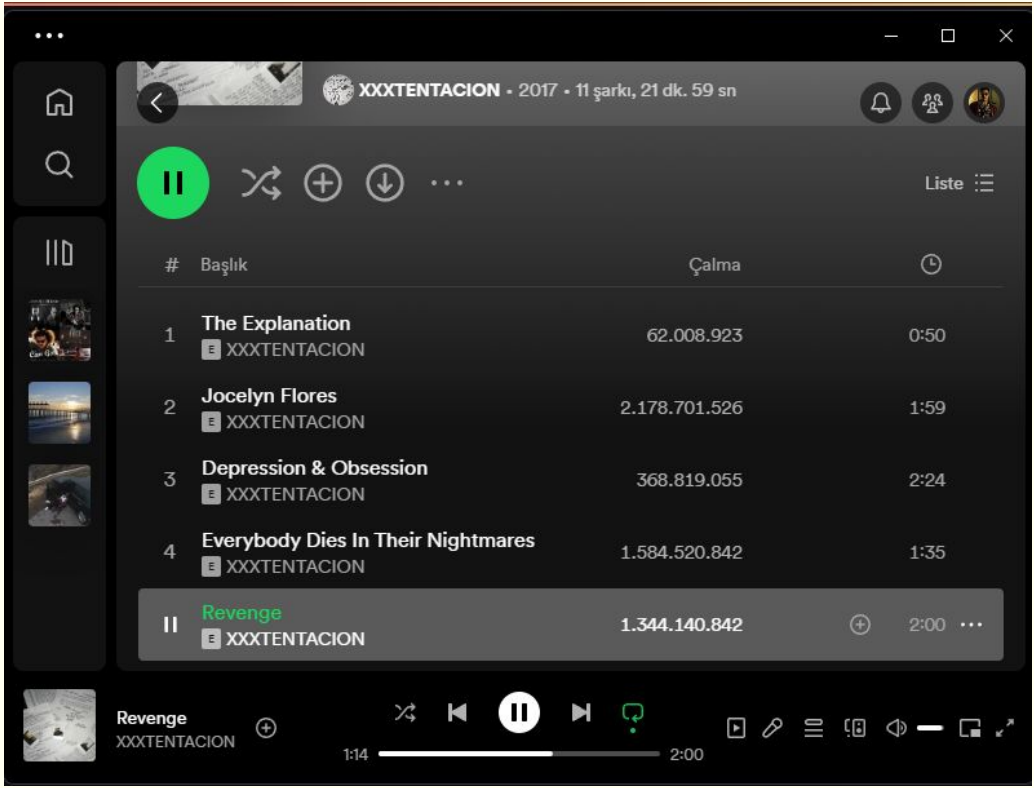 XXXTENTACION • 2017 • 11 şarkı, 21 dk. 59 sn
Liste
# Başlık Çalma
1 The Explanation 62.008.923 0:50
E XXXTENTACION
2 Jocelyn Flores 2.178.701.526 1:59
E XXXTENTACION
3 Depression & Obsession 368.819.055 2:24
E XXXTENTACION
4 Everybody Dies In Their Nightmares 1.584.520.842 1:35
E XXXTENTACION
Revenge 1.344.140.842 2:00
E XXXTENTACION
Revenge
XXXTENTACION
1:14 2:00